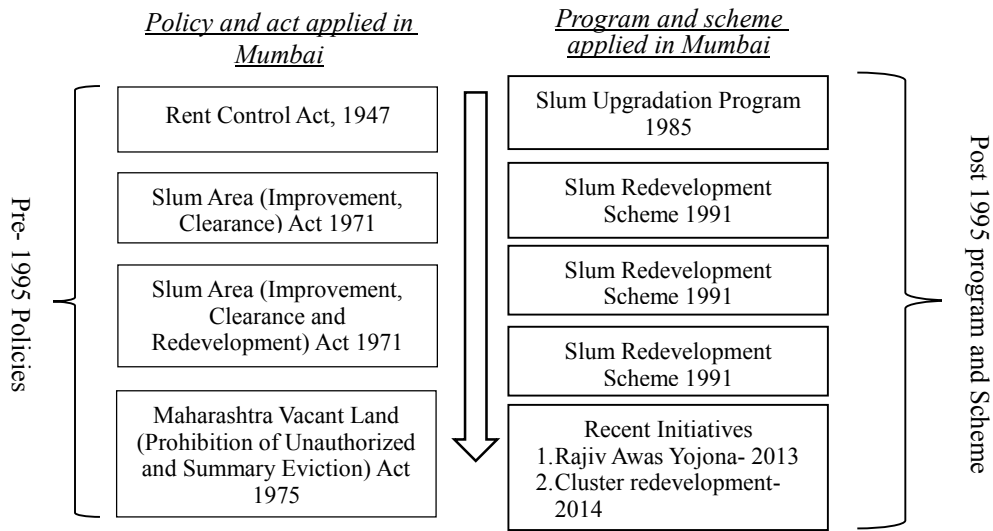 Policy and act applied in
Mumbai
Program and scheme
applied in Mumbai
Pre- 1995 Policies
Rent Control Act, 1947
Slum Area (Improvement,
Clearance) Act 1971
Slum Area (Improvement,
Clearance and
Redevelopment) Act 1971
Maharashtra Vacant Land
(Prohibition of Unauthorized
and Summary Eviction) Act
1975
Slum Upgradation Program
1985
Slum Redevelopment
Scheme 1991
Slum Redevelopment
Scheme 1991
Slum Redevelopment
Scheme 1991
Recent Initiatives
1.Rajiv Awas Yojona- 2013
2.Cluster redevelopment-
2014
Post 1995 program and Scheme